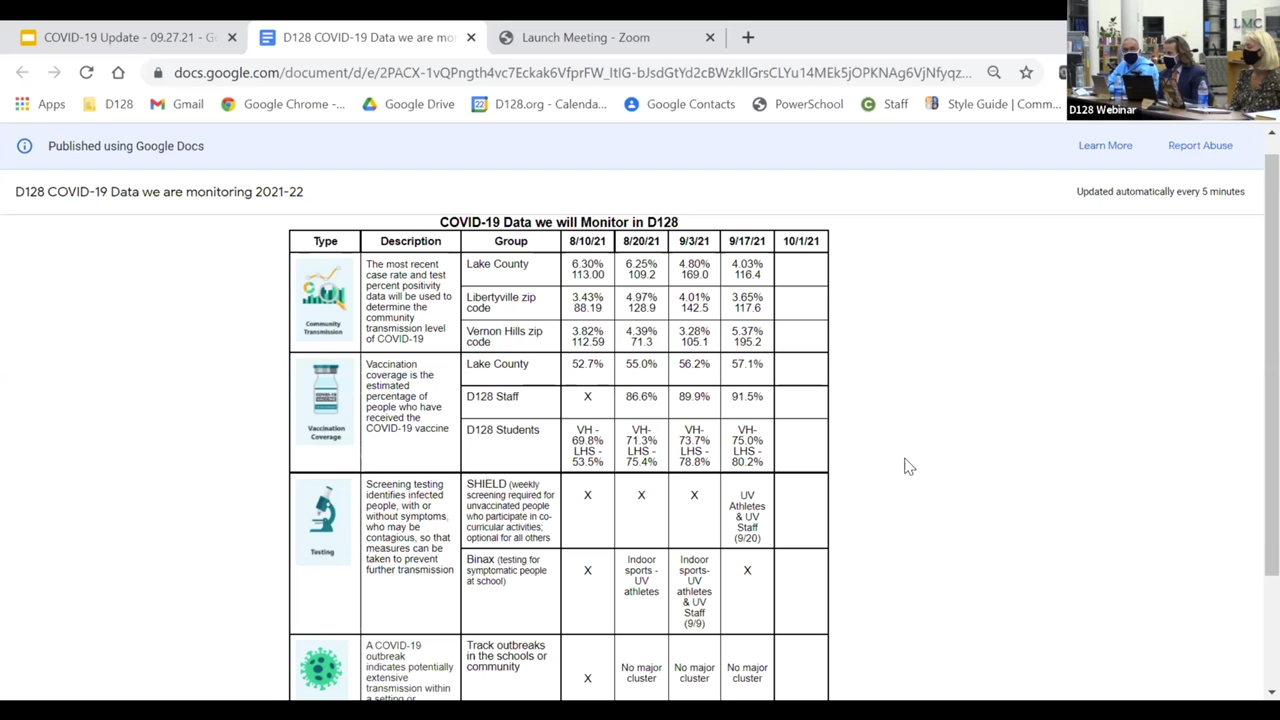 COVID-19 Update - 09.27.21 - G
D128 COVID-19 Data we are mor
Launch Meeting - Zoom
LMC
docs.google.com/document/d/e/2PACX-1vQPngth4vc7Eckak6VfprFW_
Apps
D128
Gmail
Google Chrome -...
Google Drive
D128.org - Calenda...
Google Contacts
PowerSchool
Staff
Style Guide | Comm...
D128 Webinar
Published using Google Docs
Learn More
Report Abuse
D128 COVID-19 Data we are monitoring 2021-22
Updated automatically every 5 minutes
COVID-19 Data we will Monitor in D128
Type Description Group 8/10/21 8/20/21 9/3/21 9/17/21 10/1/21
Community
Transmission
The most recent
case rate and test
percent positivity
data will be used to
determine the
community
transmission level
of COVID-19
Lake County
6.30% 6.25% 4.80% 4.03%
113.00 109.2 169.0 116.4
Libertyville zip
code
3.43% 4.97% 4.01% 3.65%
88.19 128.9 142.5 117.6
Vernon Hills zip
code
3.82% 4.39% 3.28% 5.37%
112.59 71.3 105.1 195.2
COVID-19
Vaccination
Coverage
Vaccination
coverage is the
estimated
percentage of
people who have
received the
COVID-19 vaccine
Lake County 52.7% 55.0% 56.2% 57.1%
D128 Staff X 86.6% 89.9% 91.5%
D128 Students
VH - VH- VH- VH-
69.8% 71.3% 73.7% 75.0%
LHS - LHS - LHS - LHS -
53.5% 75.4% 78.8% 80.2%
Testing
Screening testing
identifies infected
people, with or
without symptoms,
who may be
contagious, so that
measures can be
taken to prevent
further transmission
SHIELD (weekly
screening required for
unvaccinated people
who participate in co-
curricular activities;
optional for all others
X X X
UV
Athletes
& UV
Staff
(9/20)
Binax (testing for
symptomatic people
at school)
X
Indoor
sports -
UV
athletes
Indoor
sports-
UV
athletes
& UV
Staff
(9/9)
X
A COVID-19
outbreak
indicates potentially
extensive
transmission within
a setting or
Track outbreaks
in the schools or
community
X
No major
cluster
No major
cluster
No major
cluster